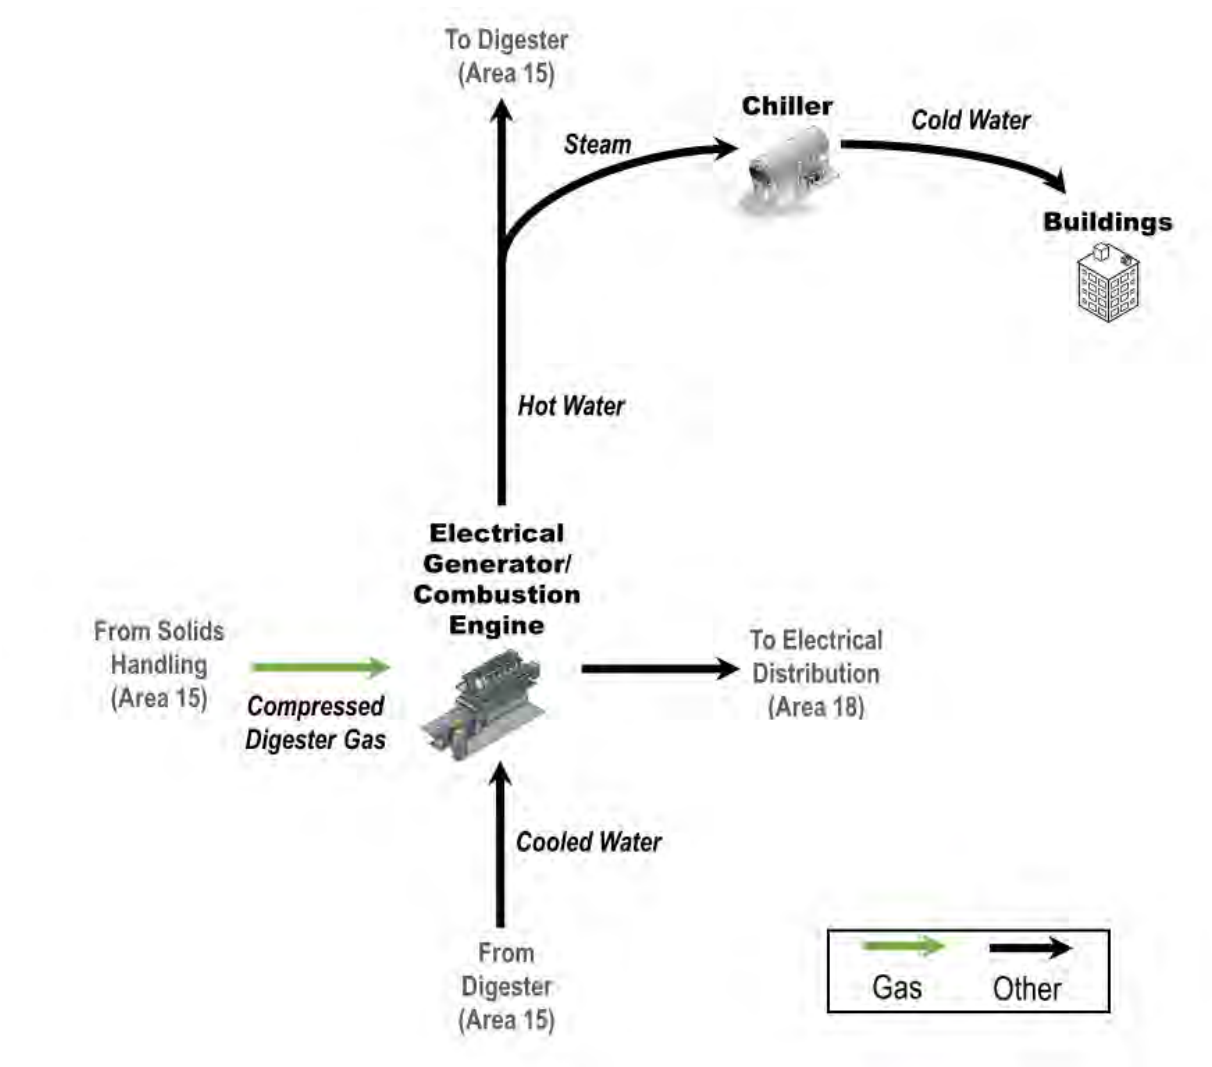 To Digester
(Area 15)
Chiller
Cold Water
Steam
Buildings
Hot Water
Electrical
Generator/
Combustion
Engine
From Solids
Handling
(Area 15)
Compressed
Digester Gas
To Electrical
Distribution
(Area 18)
Cooled Water
From
Digester
(Area 15)
Gas
Other